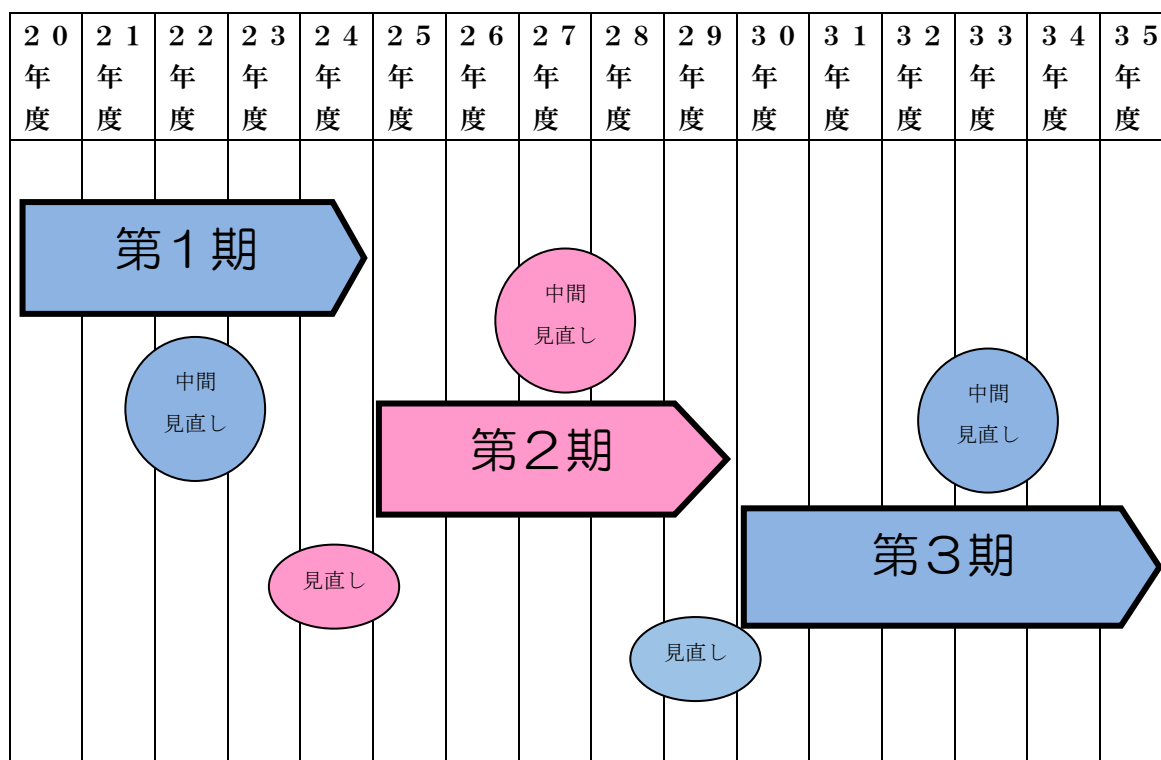 ２０年度 ２１年度 ２２年度 ２３年度 ２４年度 ２５年度 ２６年度 ２７年度 ２８年度 ２９年度 ３０年度 ３１年度 ３２年度 ３３年度 ３４年度 ３５年度
第１期
中間
見直し
中間
見直し
第２期
見直し
中間
見直し
第３期
見直し